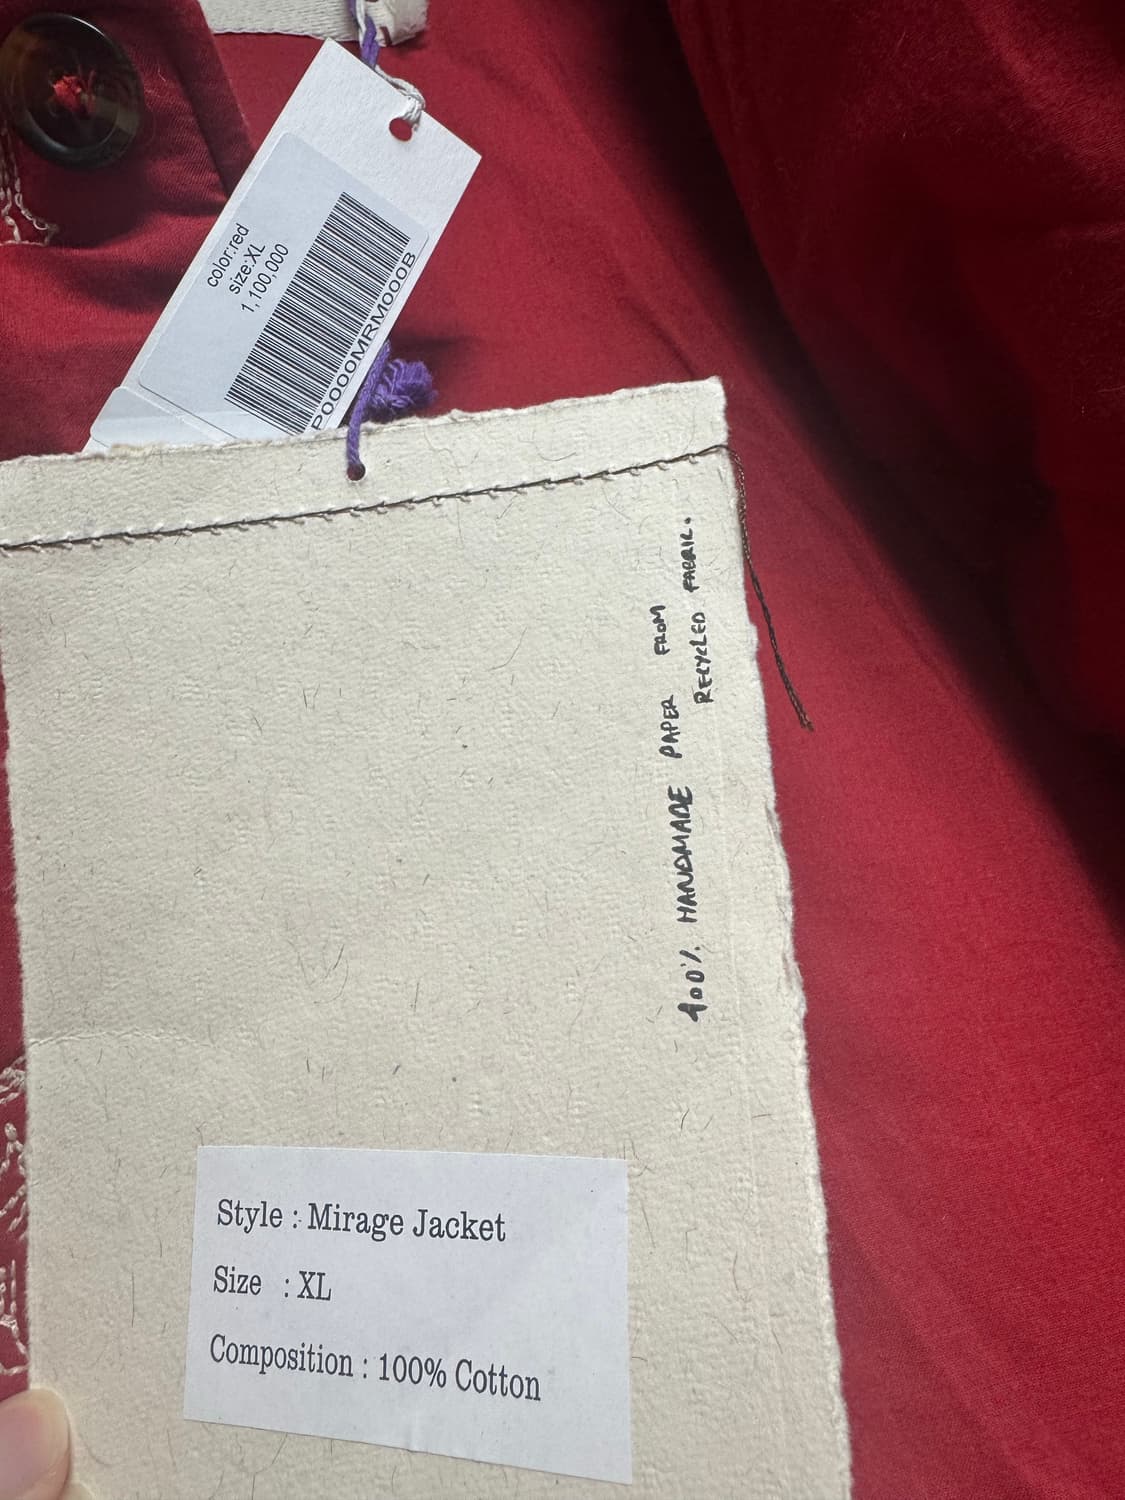 color:red
size:XL
1,100,000
P0000MRM000B
100% HANDMADE PAPER FROM
RECYCLED FABRIC.
Style : Mirage Jacket
Size : XL
Composition : 100% Cotton